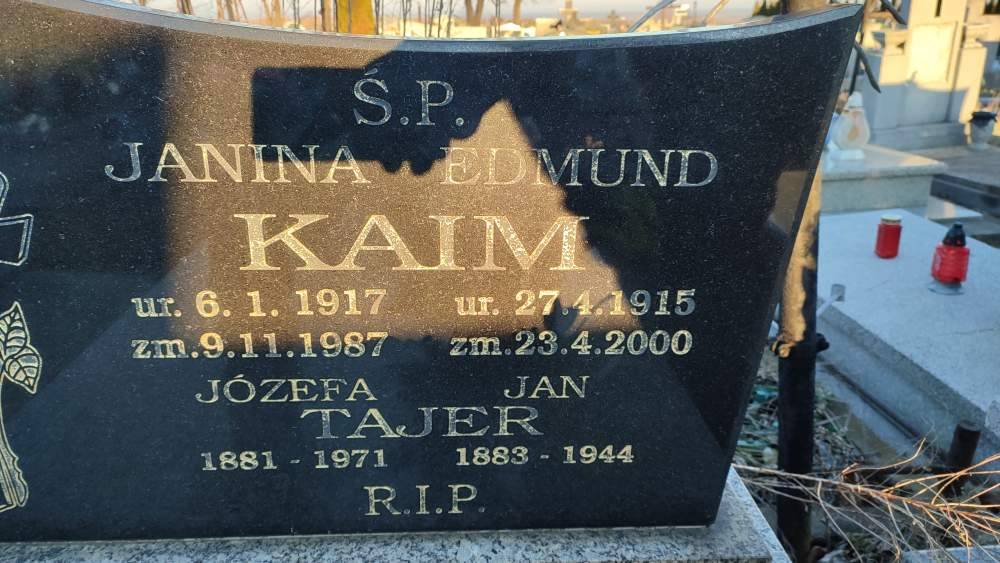 Ś.P.
JANINA EDMUND
KAIM
ur. 6. 1. 1917 ur. 27.4.1915
zm.9.11.1987 zm.23.4.2000
JÓZEFA JAN
TAJER
1881 - 1971 1883 - 1944
R.I.P.